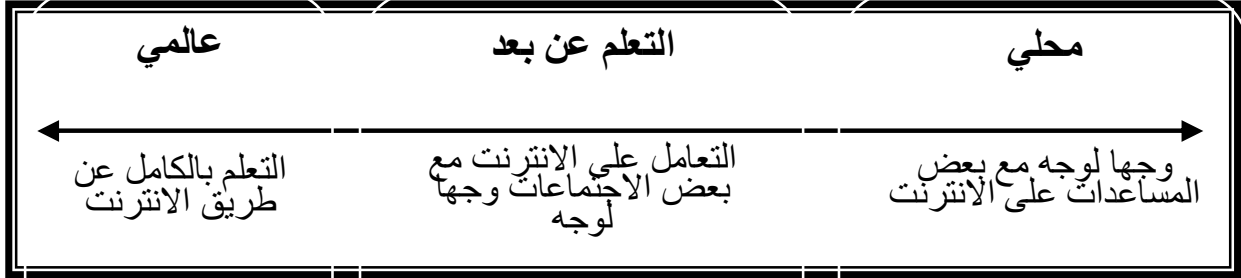 محلي
التعلم عن بعد
عالمي
وجها لوجه مع بعض
المساعدات على الانترنت
التعامل على الانترنت مع
بعض الاجتماعات وجها
لوجه
التعلم بالكامل عن
طريق الانترنت